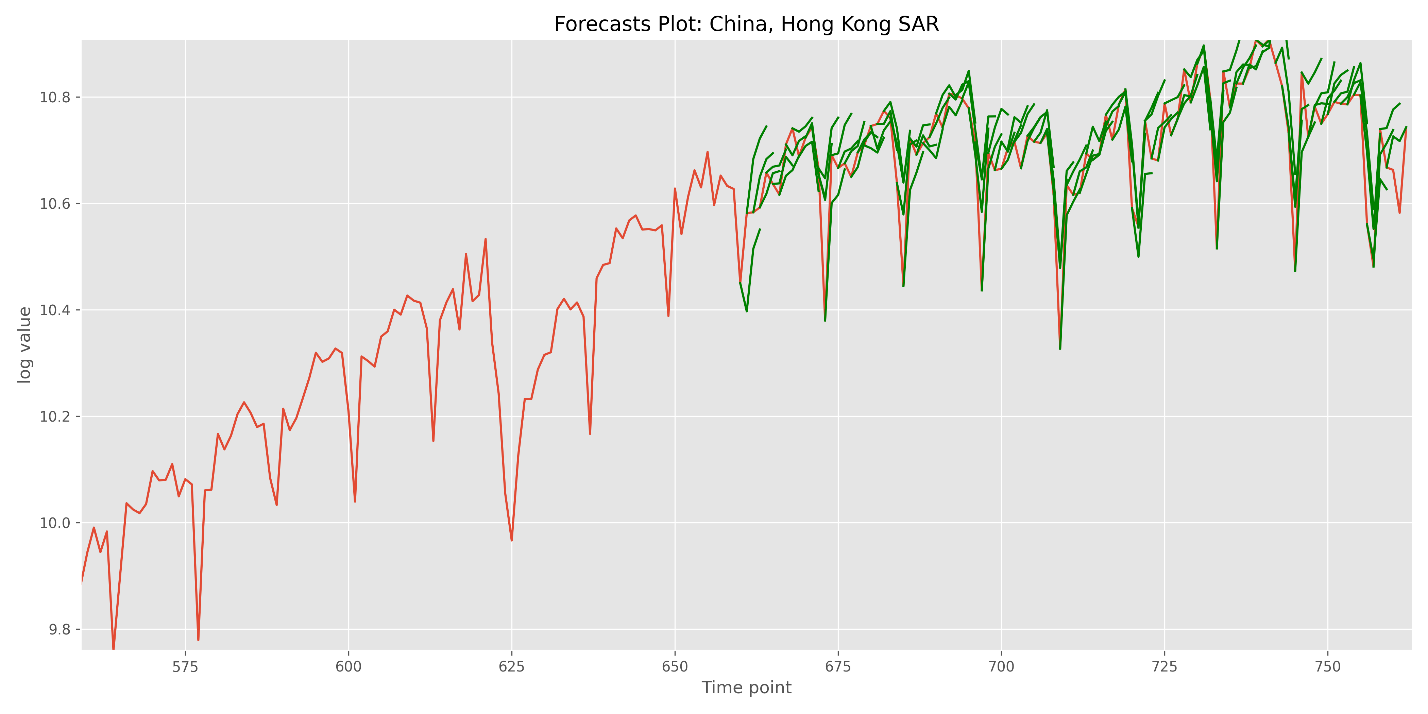 Forecasts Plot: China, Hong Kong SAR
log value
10.8
10.6
10.4
10.2
10.0
9.8
575 600 625 650 675 700 725 750
Time point